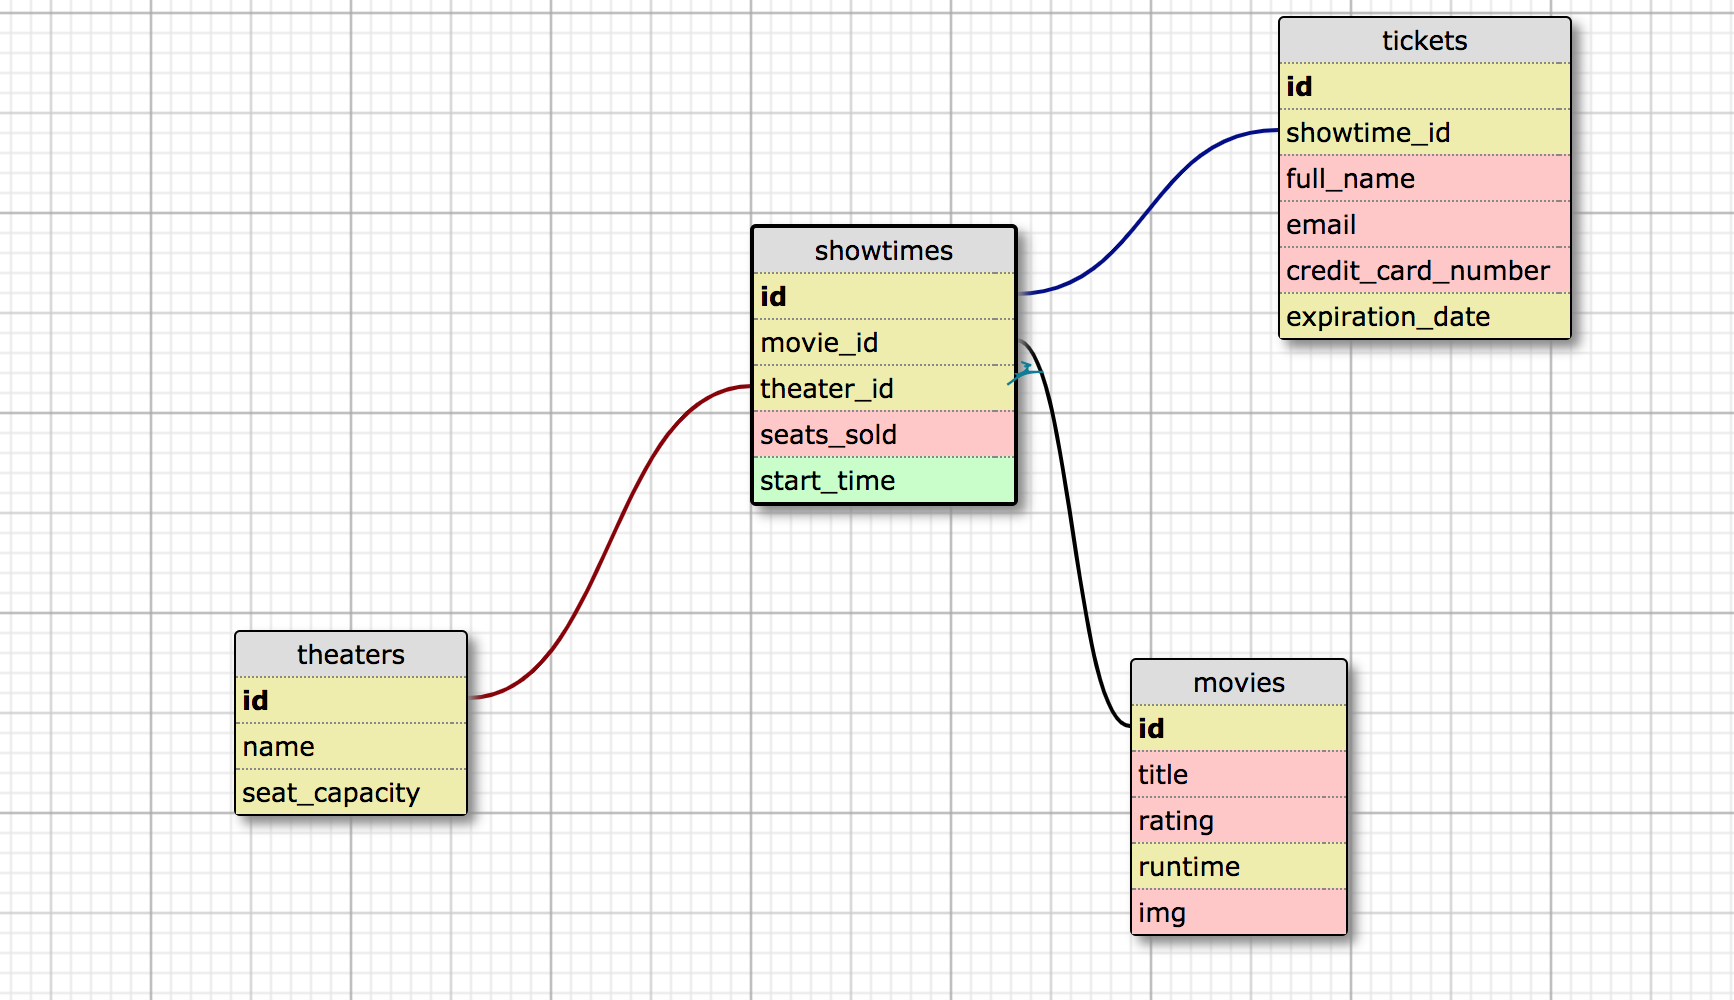 tickets
id
showtime_id
full_name
email
credit_card_number
expiration_date
showtimes
id
movie_id
theater_id
seats_sold
start_time
theaters
id
name
seat_capacity
movies
id
title
rating
runtime
img